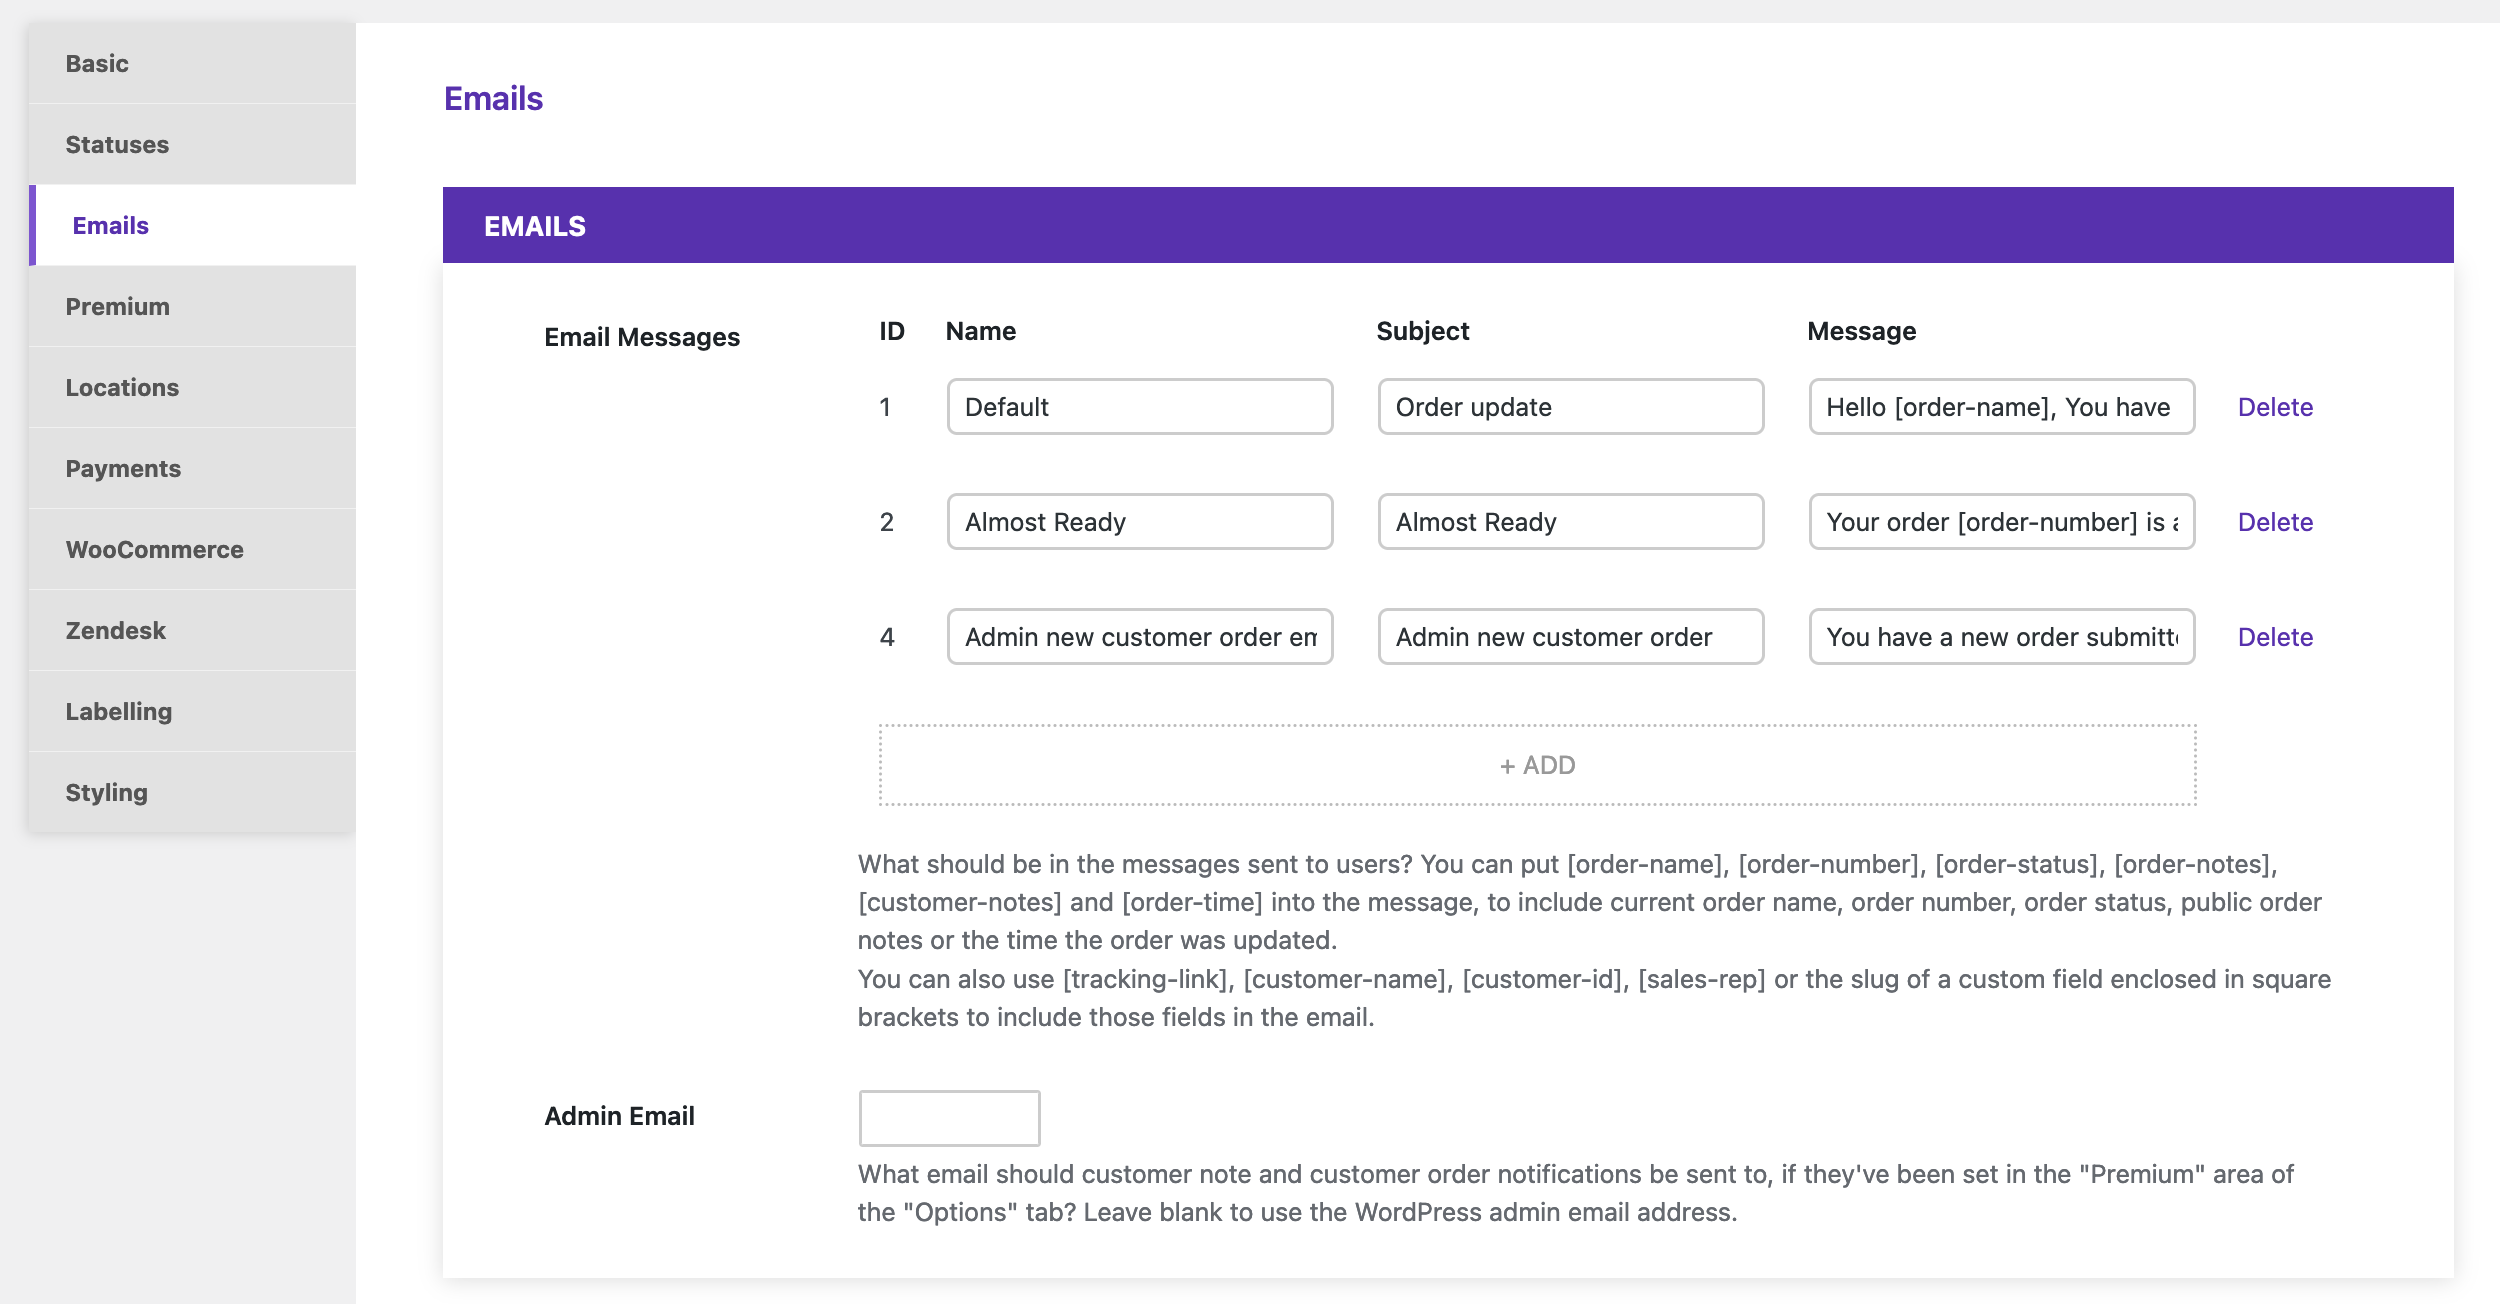 Basic
Statuses
Emails
Premium
Locations
Payments
WooCommerce
Zendesk
Labelling
Styling
Emails
EMAILS
Email Messages
ID Name Subject Message
1 Default Order update Hello [order-name], You have Delete
2 Almost Ready Almost Ready Your order [order-number] is Delete
4 Admin new customer order Admin new customer order You have a new order Delete
+ ADD
What should be in the messages sent to users? You can put [order-name], [order-number], [order-status], [order-notes],
[customer-notes] and [order-time] into the message, to include current order name, order number, order status, public order
notes or the time the order was updated.
You can also use [tracking-link], [customer-name], [customer-id], [sales-rep] or the slug of a custom field enclosed in square
brackets to include those fields in the email.
Admin Email
What email should customer note and customer order notifications be sent to, if they've been set in the "Premium" area of
the "Options" tab? Leave blank to use the WordPress admin email address.